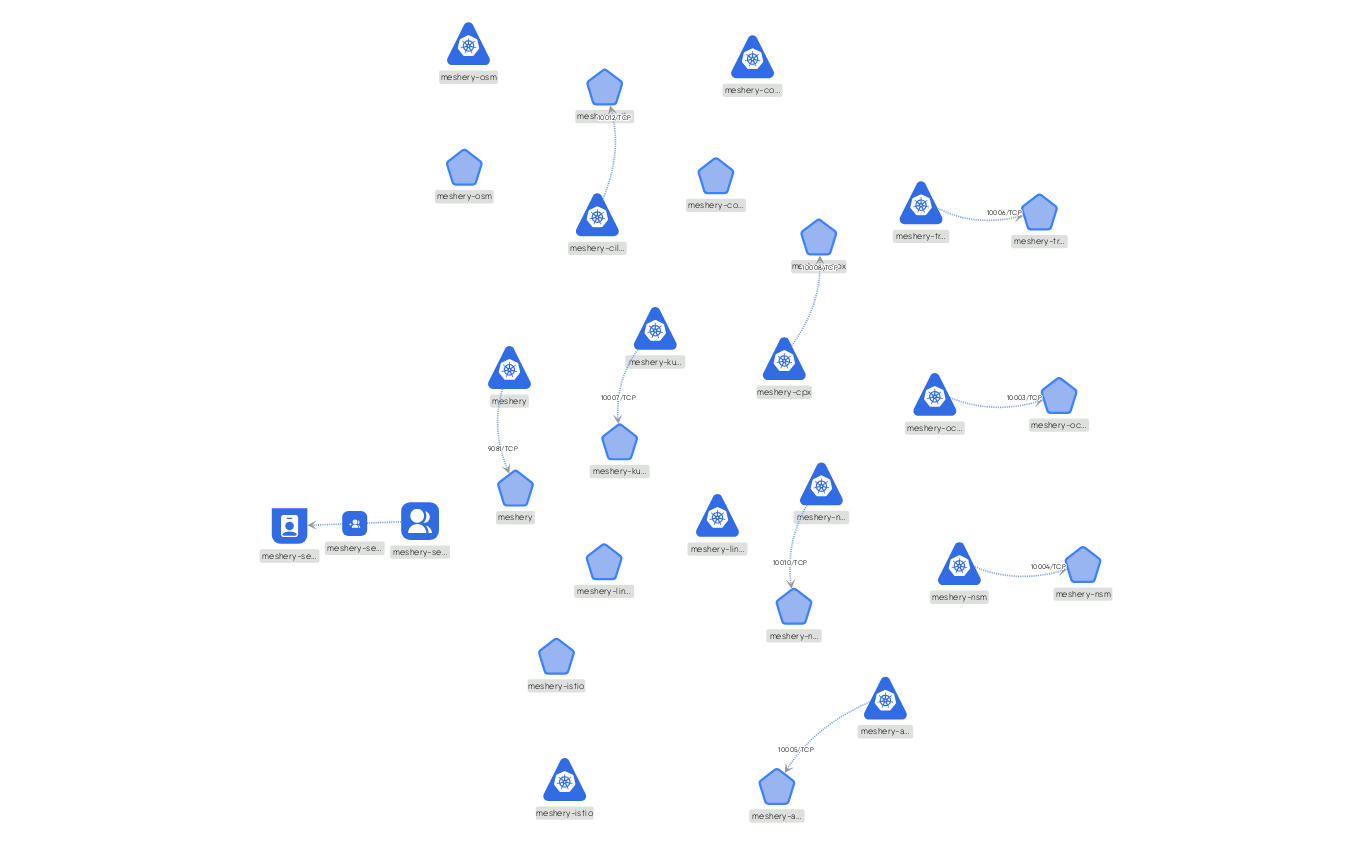 meshery-osm
meshery-co...
10012/TCP
meshery-osm
meshery-co...
meshery-cil...
10006/TCP
meshery-tr...
meshery-tr...
10008/TCP
meshery-ku...
meshery-cpx
meshery
10007/TCP
10003/TCP
meshery-oc...
meshery-oc...
9081/TCP
meshery-ku...
meshery
meshery-n...
meshery-se...
meshery-se...
meshery-se...
meshery-lin...
10010/TCP
10004/TCP
meshery-lin...
meshery-nsm
meshery-nsm
meshery-n...
meshery-istio
meshery-a...
10005/TCP
meshery-istio
meshery-a...